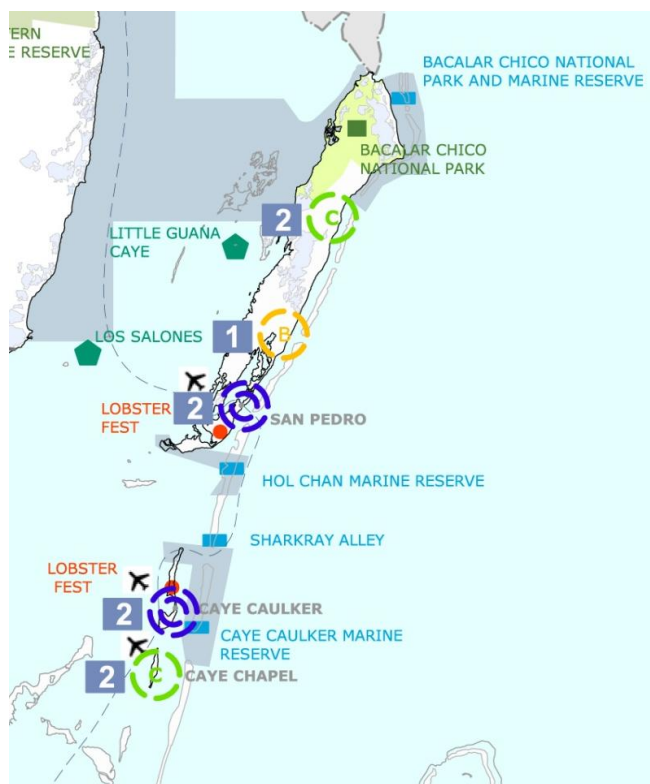 TERN
E RESERVE
BACALAR CHICO NATIONAL
PARK AND MARINE RESERVE
BACALAR CHICO
NATIONAL PARK
2
C
LITTLE GUAÑA
CAYE
1
B
LOS SALONES
LOBSTER
FEST
2
SAN PEDRO
HOL CHAN MARINE RESERVE
SHARKRAY ALLEY
LOBSTER
FEST
2
CAYE CAULKER
CAYE CAULKER MARINE
RESERVE
2
C
CAYE CHAPEL